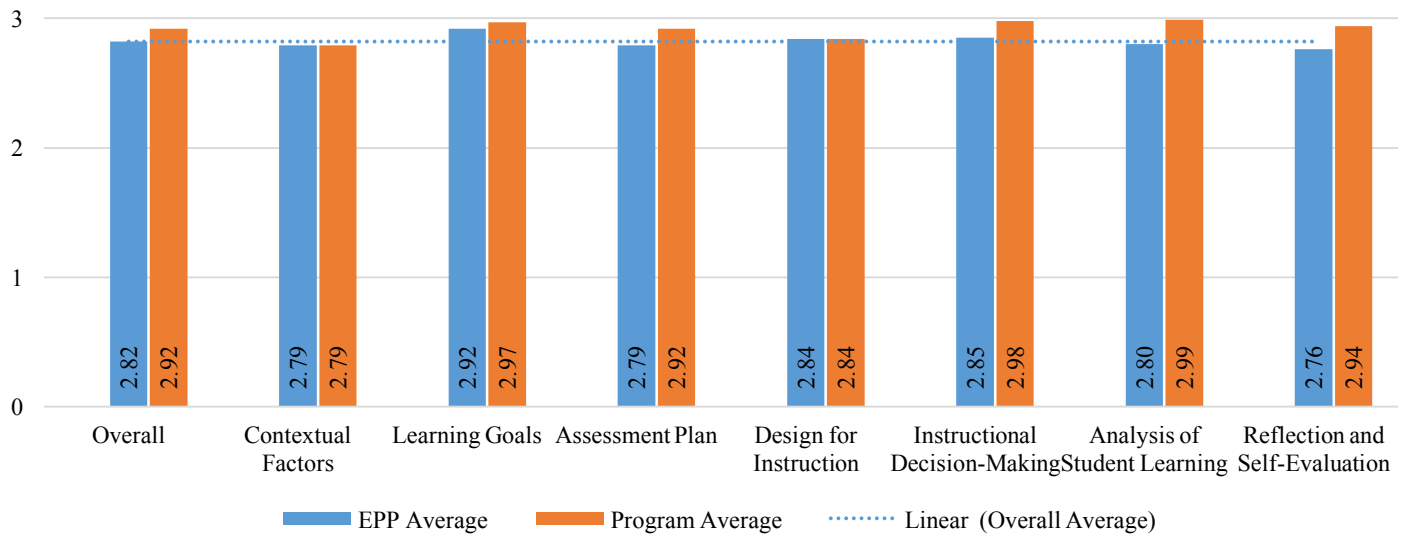 3
2
1
0
2.82
2.92
2.79
2.79
2.92
2.97
2.79
2.92
2.84
2.84
2.85
2.98
2.80
2.99
2.76
2.94
Overall
Contextual
Factors
Learning Goals
Assessment Plan
Design for
Instruction
Instructional
Decision-Making
Analysis of
Student Learning
Reflection and
Self-Evaluation
EPP Average
Program Average
Linear (Overall Average)